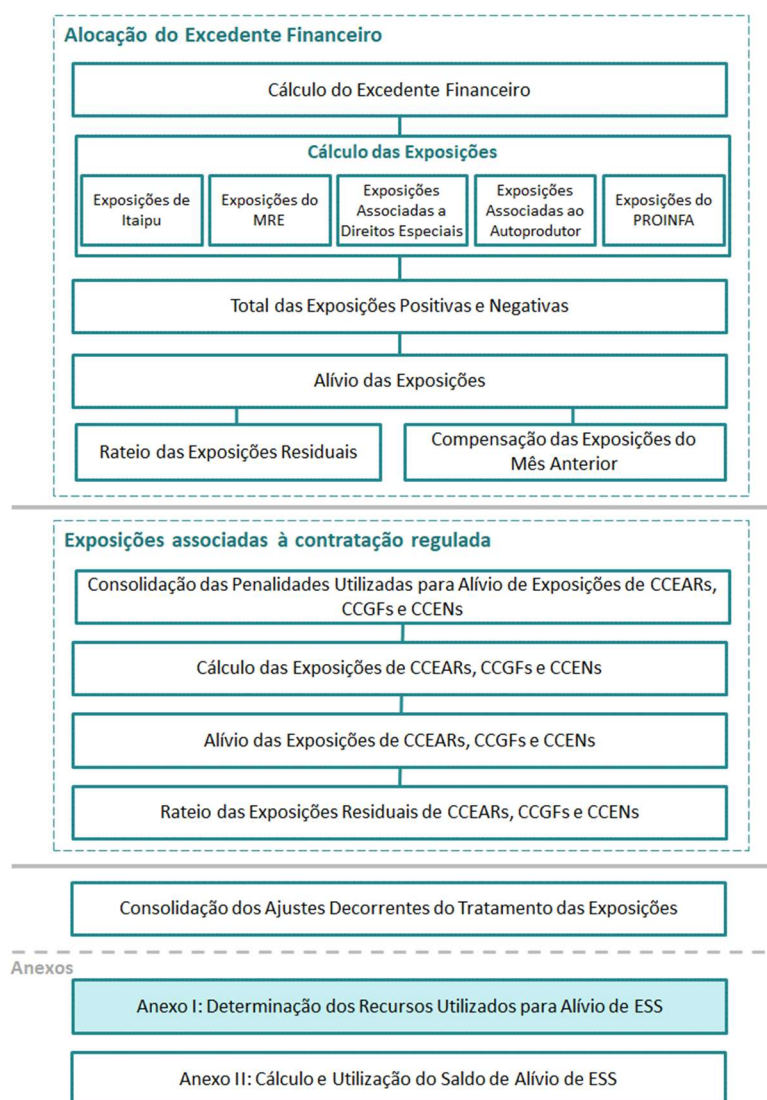 Alocação do Excedente Financeiro
Cálculo do Excedente Financeiro
Cálculo das Exposições
Exposições de
Itaipu
Exposições do
MRE
Exposições
Associadas a
Direitos Especiais
Exposições
Associadas ao
Autoprodutor
Exposições do
PROINFA
Total das Exposições Positivas e Negativas
Alívio das Exposições
Rateio das Exposições Residuais
Compensação das Exposições do
Mês Anterior
Exposições associadas à contratação regulada
Consolidação das Penalidades Utilizadas para Alívio de Exposições de CCEARs,
CCGFs e CCENs
Cálculo das Exposições de CCEARs, CCGFs e CCENs
Alívio das Exposições de CCEARs, CCGFs e CCENs
Rateio das Exposições Residuais de CCEARs, CCGFs e CCENs
Consolidação dos Ajustes Decorrentes do Tratamento das Exposições
Anexos
Anexo I: Determinação dos Recursos Utilizados para Alívio de ESS
Anexo II: Cálculo e Utilização do Saldo de Alívio de ESS